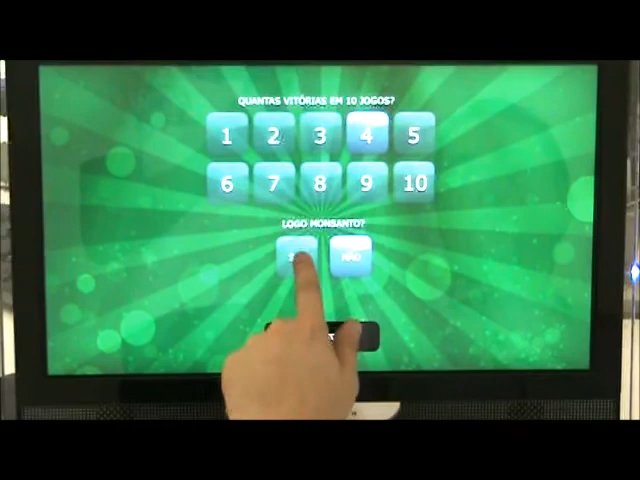 QUANTAS VITÓRIAS EM 10 JOGOS?
1 2 3 4 5
6 7 8 9 10
LOGO MONSANTO?
NÃO